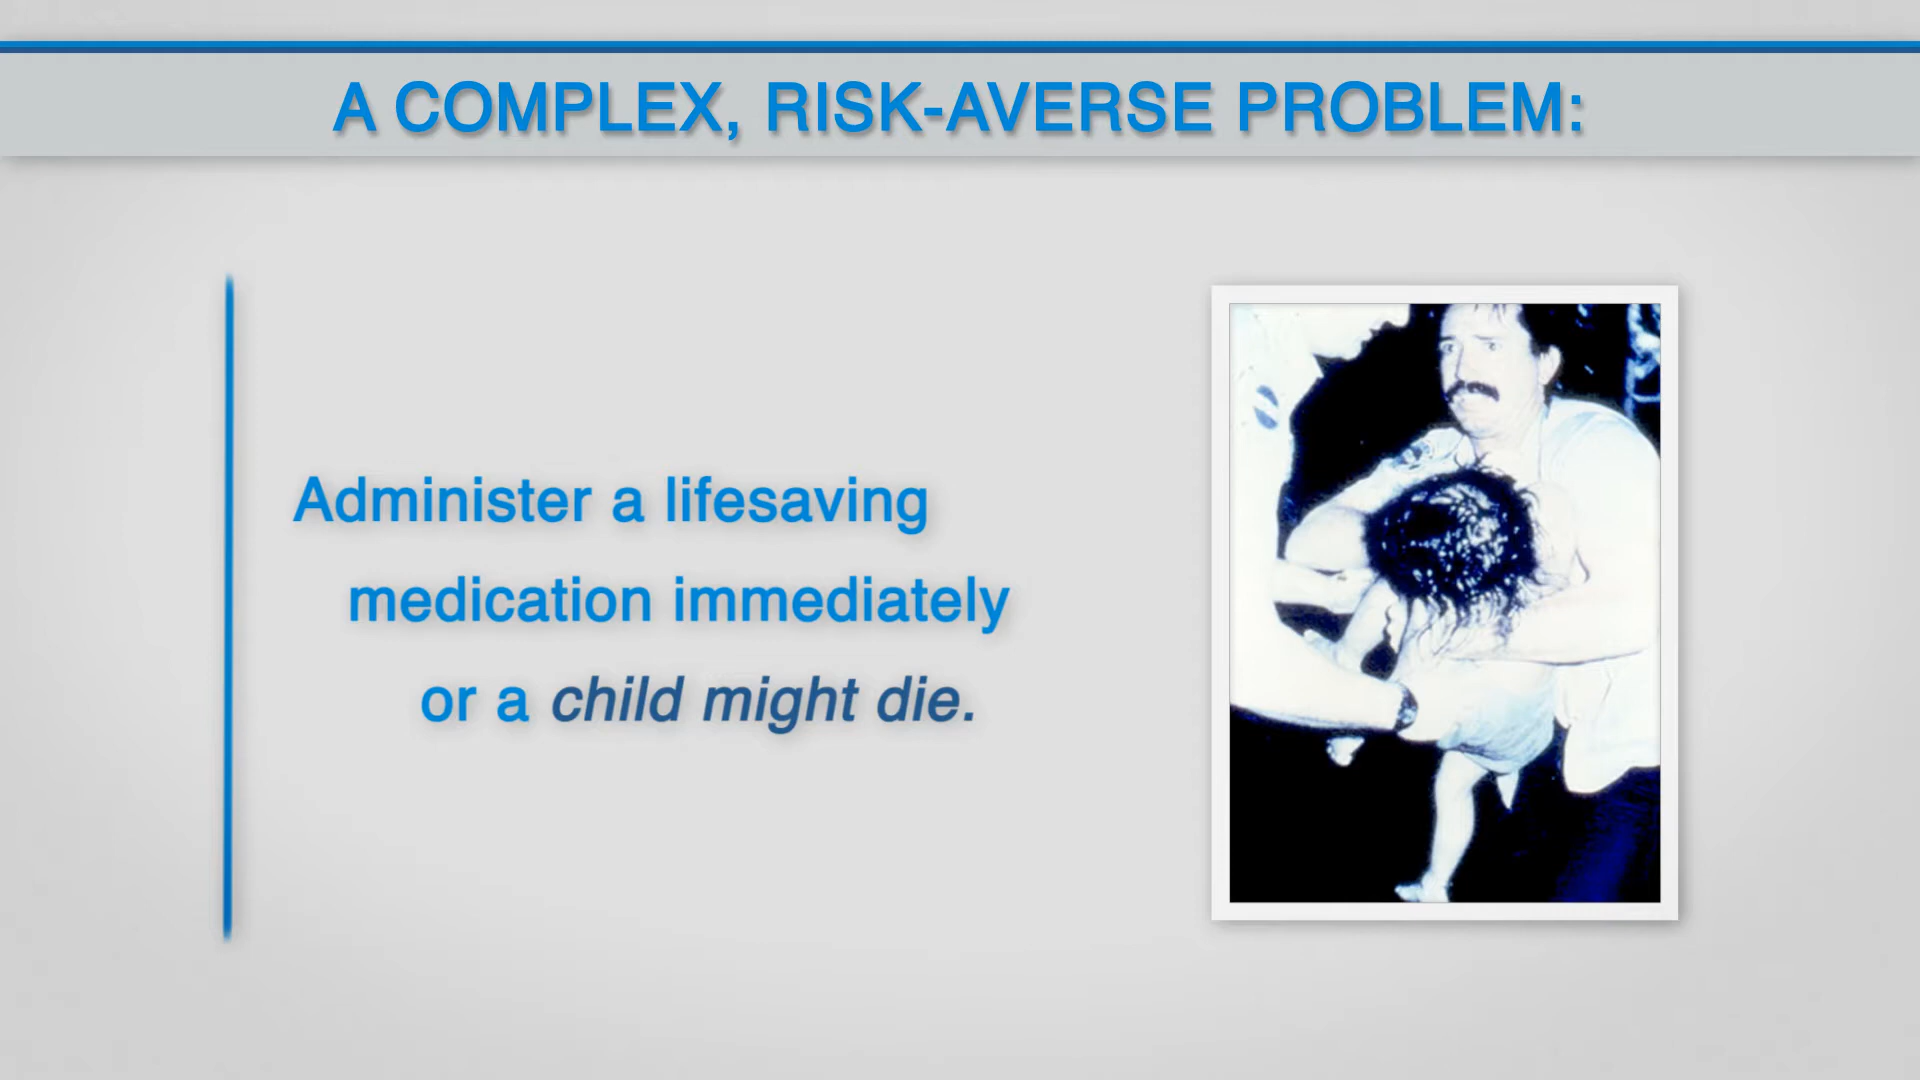 A COMPLEX, RISK-AVERSE PROBLEM:
Administer a lifesaving
medication immediately
or a child might die.